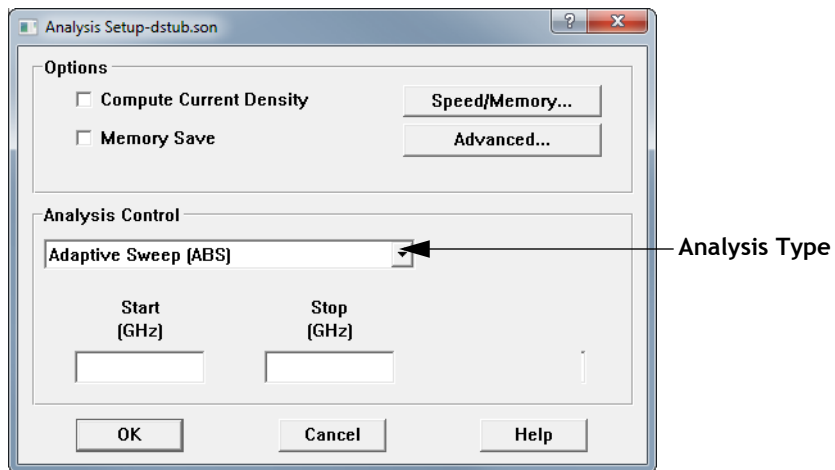 Analysis Setup-dstub.son
?
X
Options
Compute Current Density
Speed/Memory...
Memory Save
Advanced...
Analysis Control
Adaptive Sweep (ABS)
Analysis Type
Start
(GHz)
Stop
(GHz)
OK
Cancel
Help